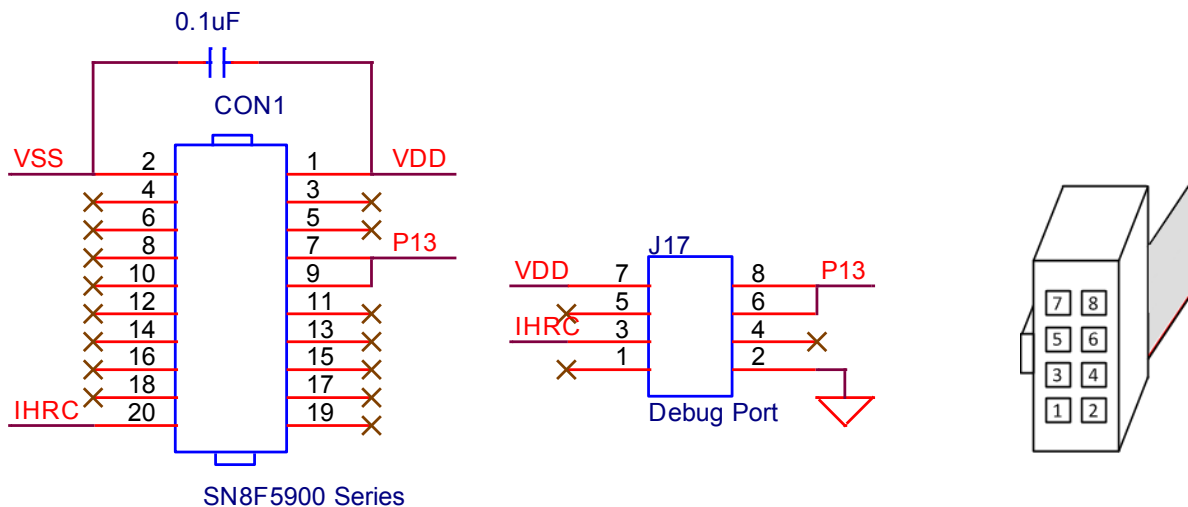 0.1uF
CON1
VSS 2 1 VDD
4 3
6 5
8 7 P13
10 9
12 11
14 13
16 15
18 17
IHRC 20 19
SN8F5900 Series
J17
VDD 7 8 P13
5 6
IHRC 3 4
1 2
Debug Port
7 8
5 6
3 4
1 2